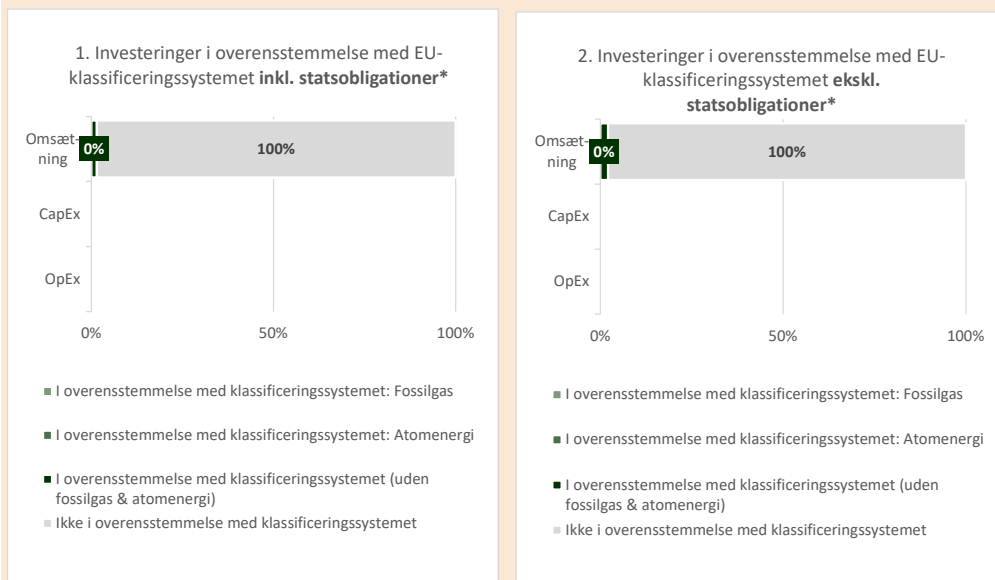 1. Investeringer i overensstemmelse med EU-
klassificeringssystemet inkl. statsobligationer*
Omsæt-
ning
0%
100%
CapEx
OpEx
0%
50%
100%
I overensstemmelse med klassificeringssystemet: Fossilgas
I overensstemmelse med klassificeringssystemet: Atomenergi
I overensstemmelse med klassificeringssystemet (uden
fossilgas & atomenergi)
Ikke i overensstemmelse med klassificeringssystemet
2. Investeringer i overensstemmelse med EU-
klassificeringssystemet ekskl.
statsobligationer*
Omsæt-
ning
0%
100%
CapEx
OpEx
0%
50%
100%
I overensstemmelse med klassificeringssystemet: Fossilgas
I overensstemmelse med klassificeringssystemet: Atomenergi
I overensstemmelse med klassificeringssystemet (uden
fossilgas & atomenergi)
Ikke i overensstemmelse med klassificeringssystemet